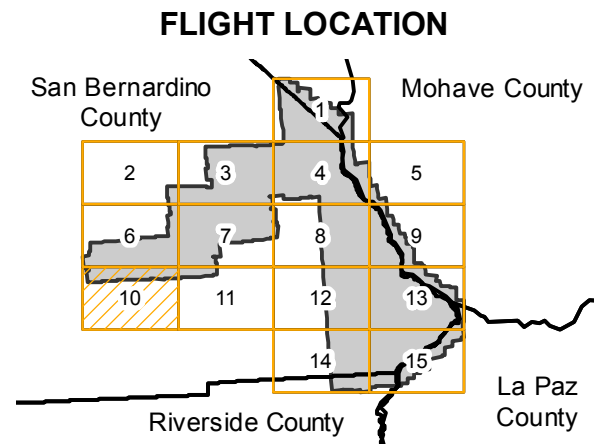 FLIGHT LOCATION
San Bernardino
County
Mohave County
1
2
3
4
5
6
7
8
9
10
11
12
13
14
15
Riverside County
La Paz
County